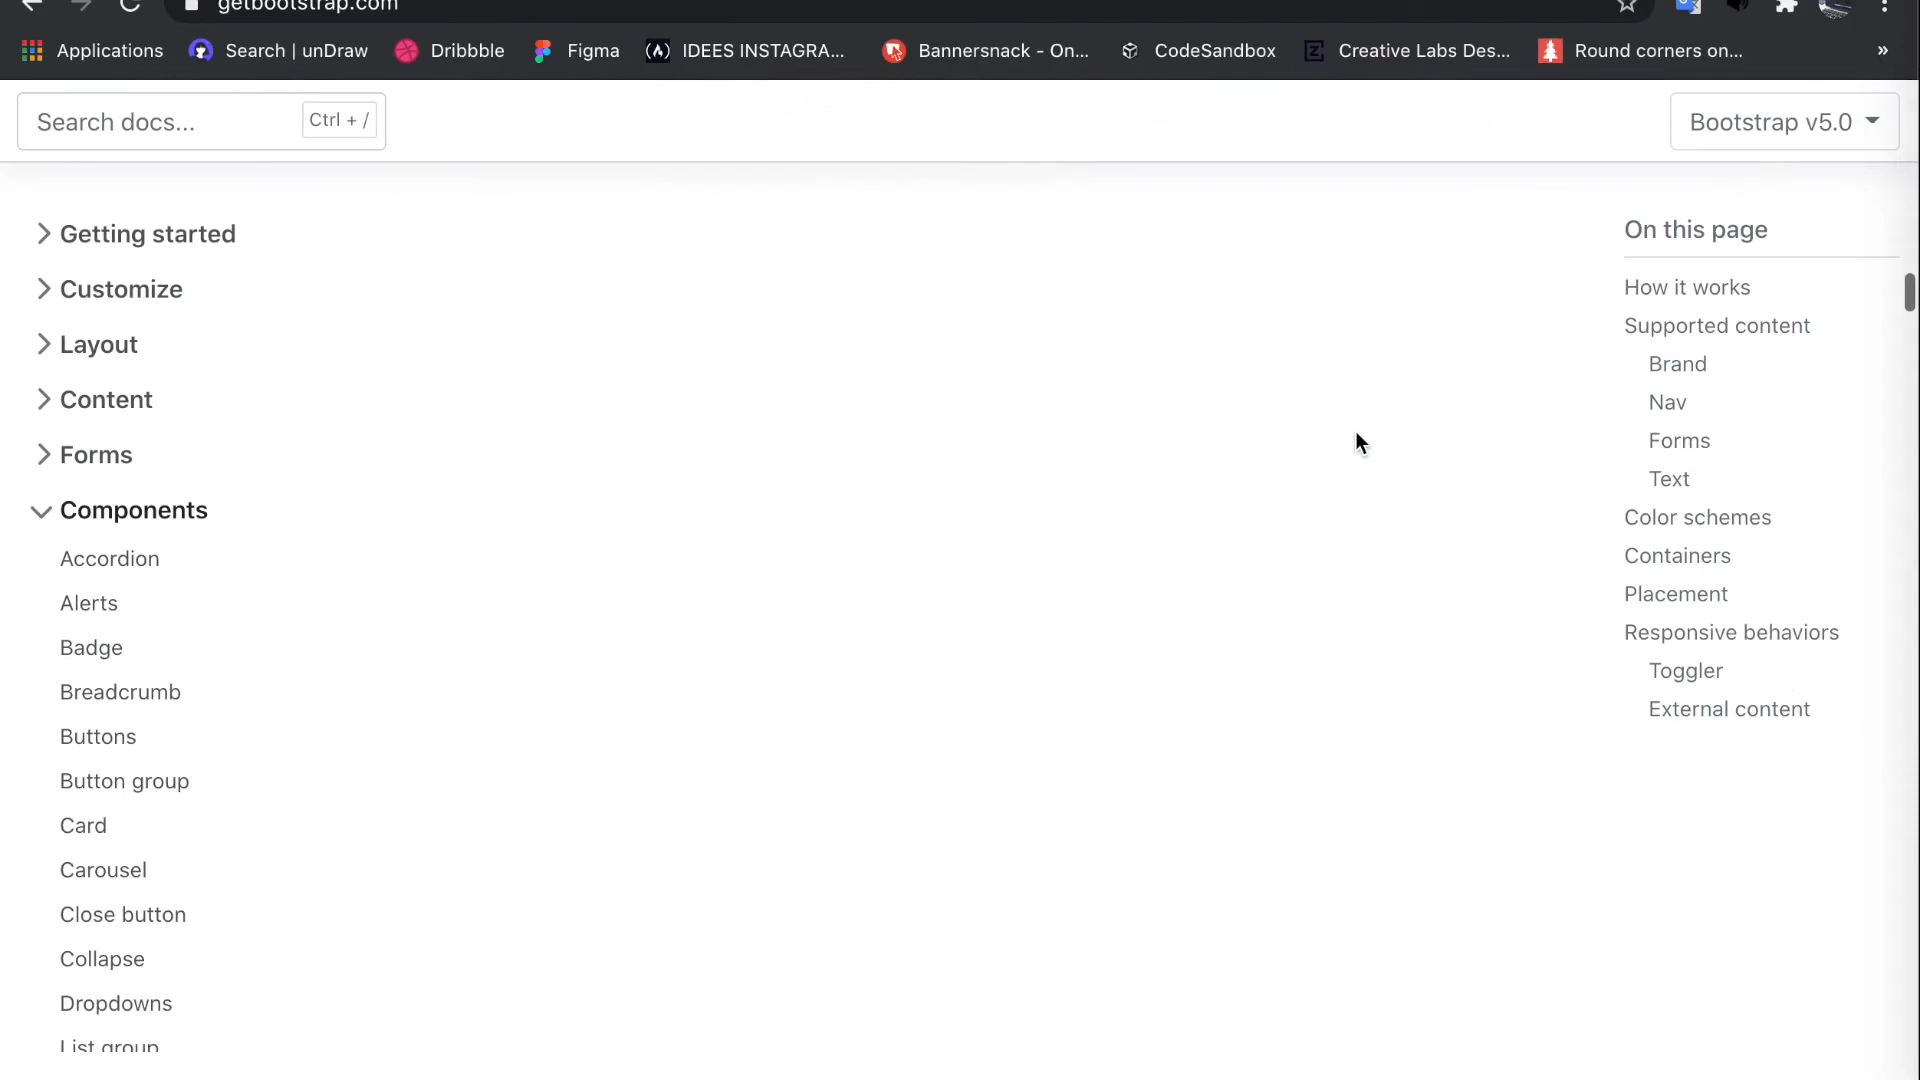 getbootstrap.com
Applications
Search | unDraw
Dribbble
Figma
IDEES INSTAGRA...
Bannersnack - On...
CodeSandbox
Creative Labs Des...
Round corners on...
»
Search docs...
Ctrl + /
Bootstrap v5.0
Getting started
Customize
Layout
Content
Forms
Components
Accordion
Alerts
Badge
Breadcrumb
Buttons
Button group
Card
Carousel
Close button
Collapse
Dropdowns
List group
On this page
How it works
Supported content
Brand
Nav
Forms
Text
Color schemes
Containers
Placement
Responsive behaviors
Toggler
External content